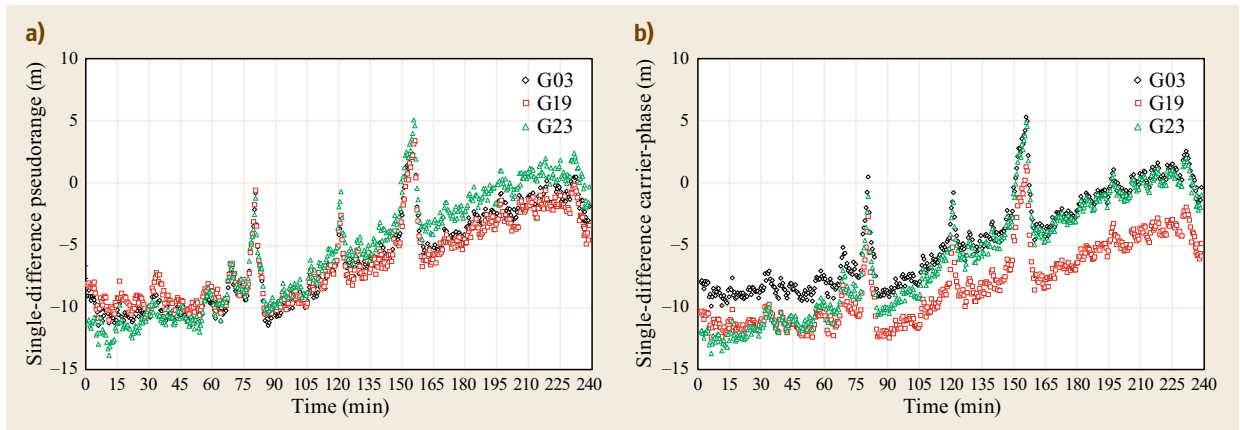 a)
Single-difference pseudorange (m)
10
5
0
−5
−10
−15
G03
G19
G23
0 15 30 45 60 75 90 105 120 135 150 165 180 195 210 225 240
Time (min)
b)
Single-difference carrier-phase (m)
10
5
0
−5
−10
−15
G03
G19
G23
0 15 30 45 60 75 90 105 120 135 150 165 180 195 210 225 240
Time (min)